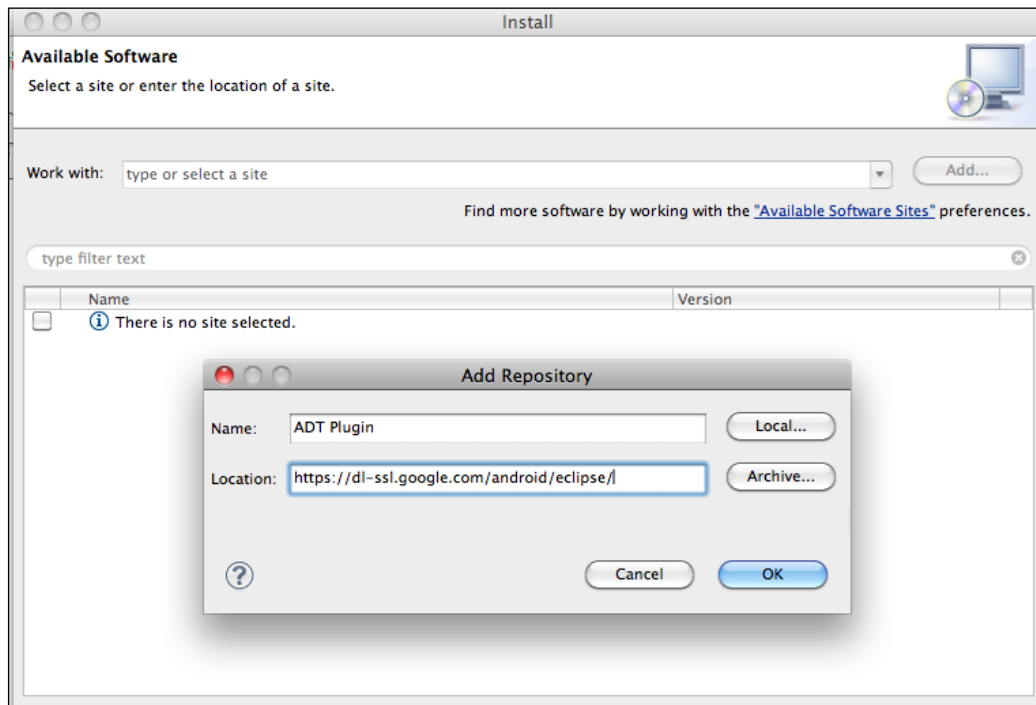 Install
Available Software
Select a site or enter the location of a site.
Work with: type or select a site Add...
Find more software by working with the "Available Software Sites" preferences.
type filter text
Name Version
There is no site selected.
Add Repository
Name: ADT Plugin Local...
Location: https://dl-ssl.google.com/android/eclipse/ Archive...
? Cancel OK